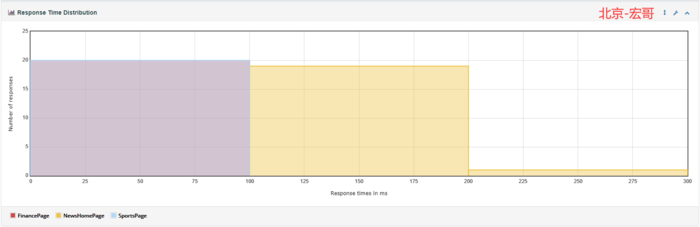 Response Time Distribution
北京-宏哥
Number of responses
25
20
15
10
5
0
0 25 50 75 100 125 150 175 200 225 250 275 300
Response times in ms
FinancePage NewsHomePage SportsPage